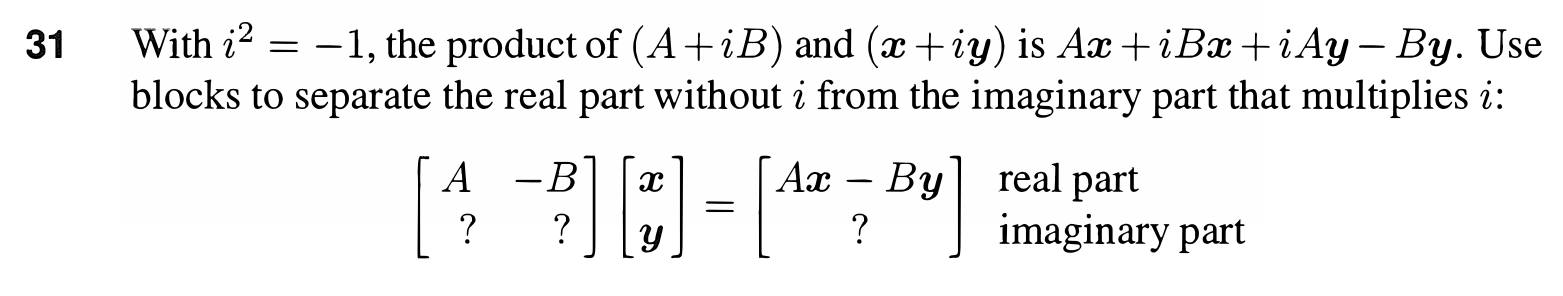 31 With i² = −1, the product of (A+iB) and (x+iy) is Ax+iBx+iAy−By. Use
blocks to separate the real part without i from the imaginary part that multiplies i:
[ A −B ] [ x ] = [ Ax − By ] real part
[ ? ? ] [ y ] [ ? ] imaginary part